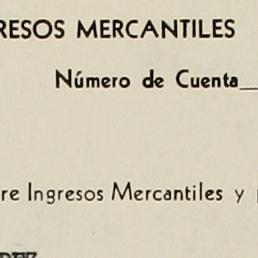 RESOS MERCANTILES
Número de Cuenta
re Ingresos Mercantiles y